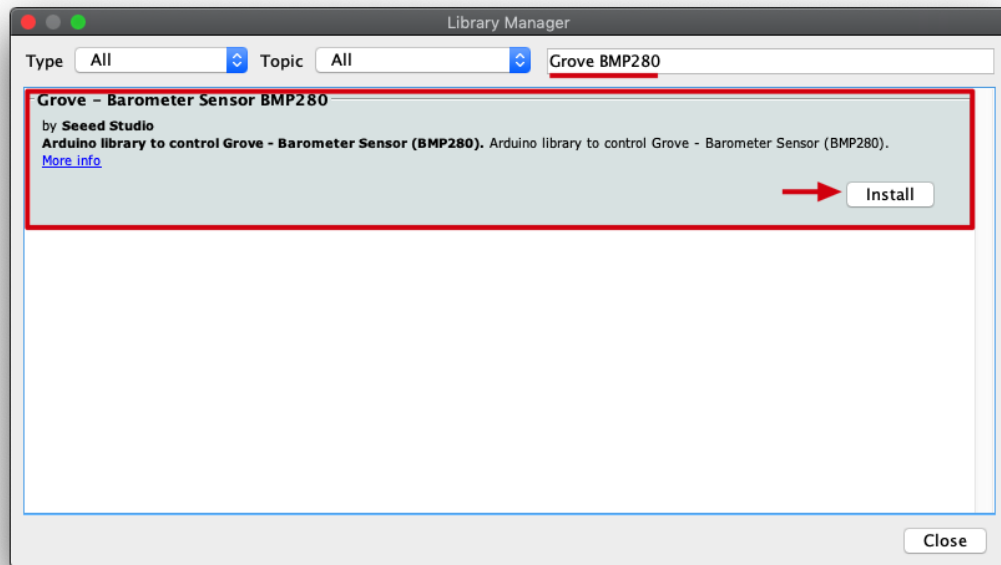 Library Manager
Type All Topic All Grove BMP280
Grove – Barometer Sensor BMP280
by Seeed Studio
Arduino library to control Grove - Barometer Sensor (BMP280). Arduino library to control Grove - Barometer Sensor (BMP280).
More info
Install
Close